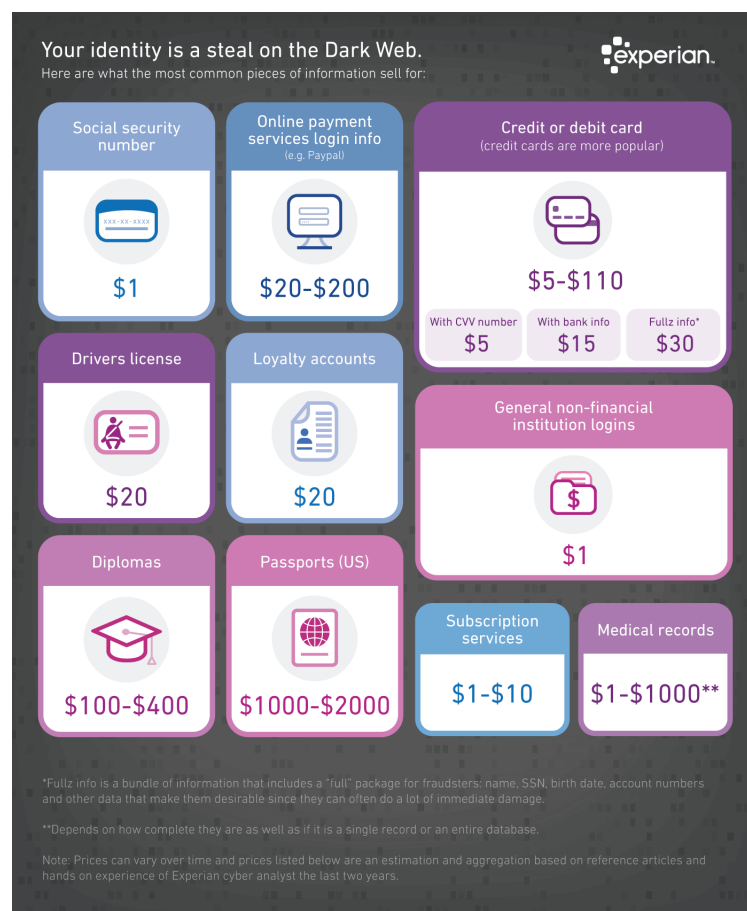 Your identity is a steal on the Dark Web.
Here are what the most common pieces of information sell for:
experian™
Social security
number
XXX-XX-XXXX
$1
Online payment
services login info
(e.g. Paypal)
$20-$200
Credit or debit card
(credit cards are more popular)
$5-$110
With CVV number
$5
With bank info
$15
Fullz info*
$30
Drivers license
$20
Loyalty accounts
$20
General non-financial
institution logins
$
$1
Diplomas
$100-$400
Passports (US)
$1000-$2000
Subscription
services
$1-$10
Medical records
$1-$1000**
*Fullz info is a bundle of information that includes a "full" package for fraudsters: name, SSN, birth date, account numbers
and other data that make them desirable since they can often do a lot of immediate damage.
**Depends on how complete they are as well as if it is a single record or an entire database.
Note: Prices can vary over time and prices listed below are an estimation and aggregation based on reference articles and
hands on experience of Experian cyber analyst the last two years.